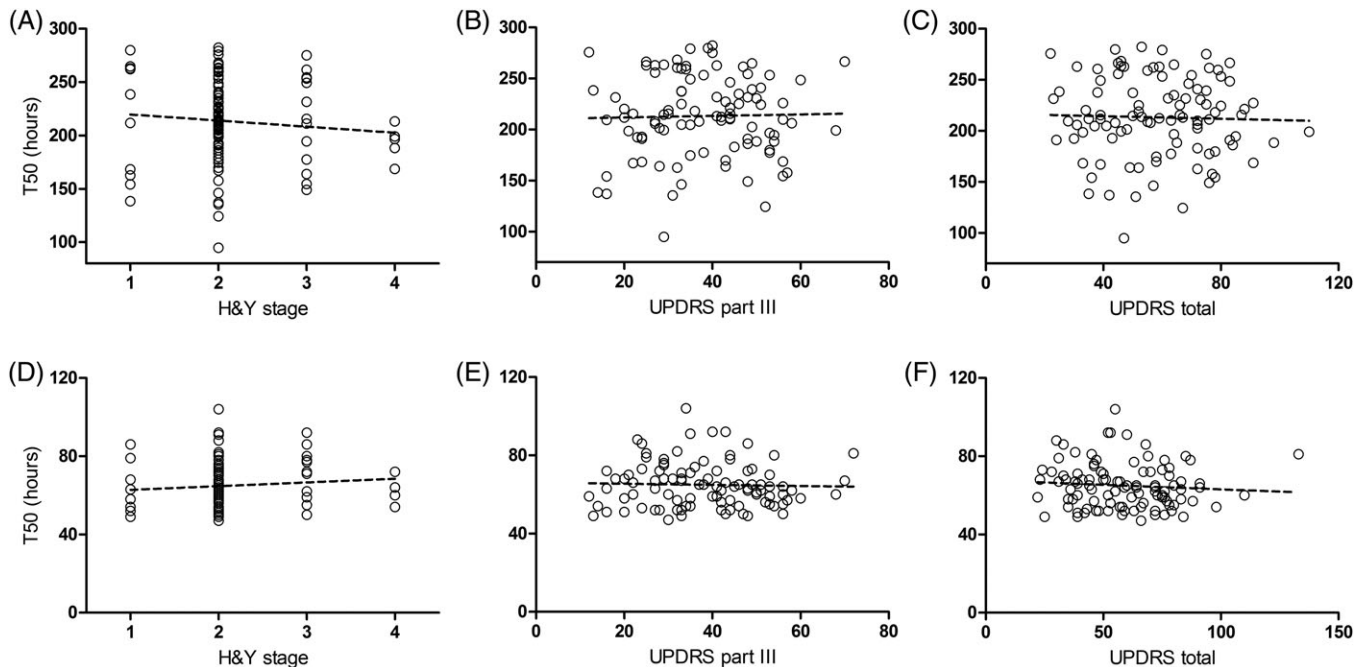 (A)
300
250
200
150
100
T50 (hours)
1 2 3 4
H&Y stage
(B)
300
250
200
150
100
0 20 40 60 80
UPDRS part III
(C)
300
250
200
150
100
0 40 80 120
UPDRS total
(D)
120
80
40
0
T50 (hours)
1 2 3 4
H&Y stage
(E)
120
80
40
0
0 20 40 60 80
UPDRS part III
(F)
120
80
40
0
0 50 100 150
UPDRS total